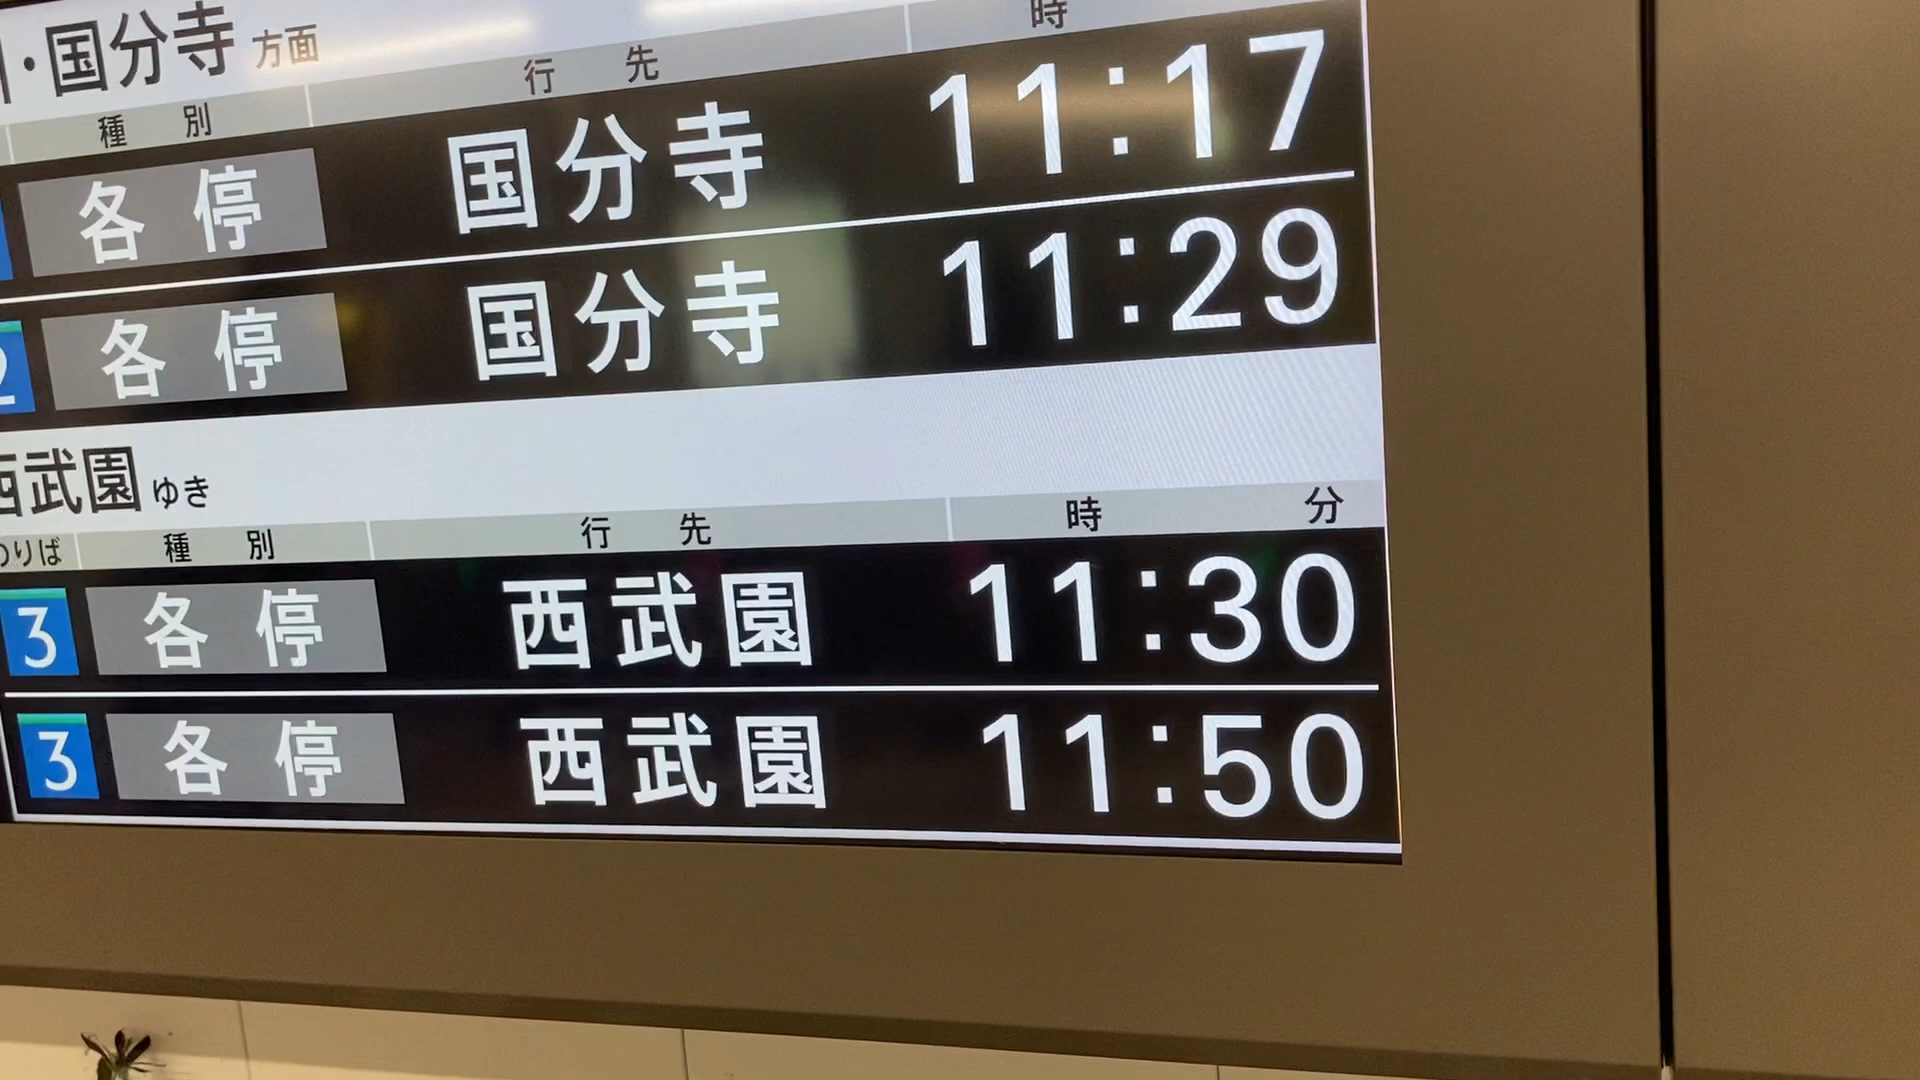 ・国分寺 方面
種別 行先 時
各停 国分寺 11:17
2 各停 国分寺 11:29
西武園 ゆき
のりば 種別 行先 時 分
3 各停 西武園 11:30
3 各停 西武園 11:50